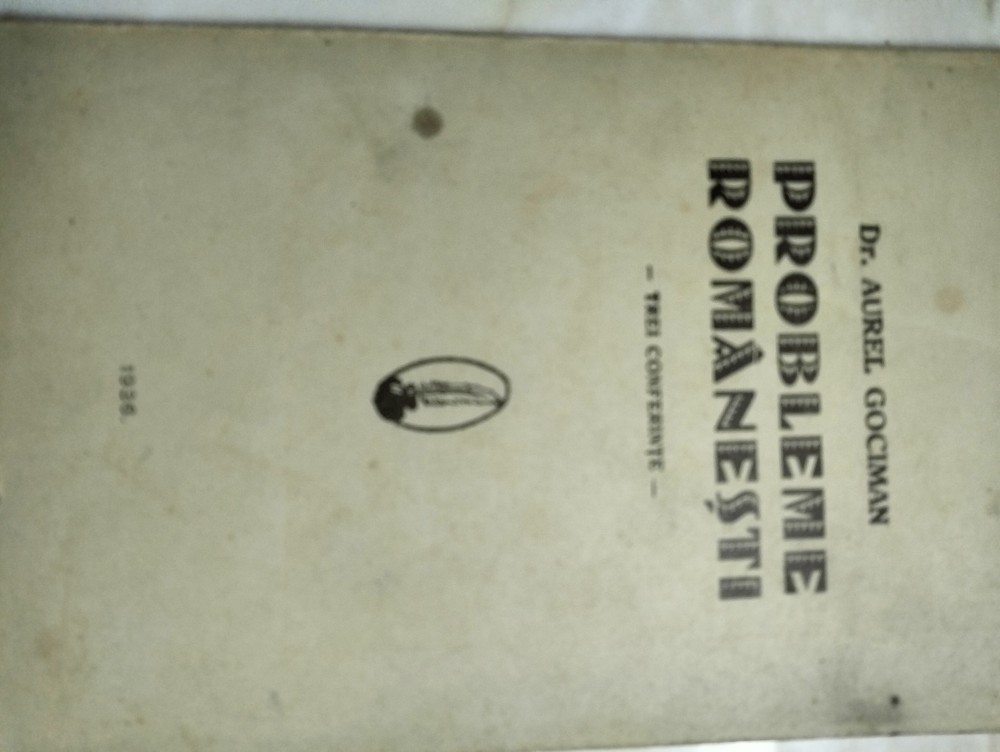 Dr. AUREL GOCIMAN
PROBLEME
ROMÂNEȘTI
– TREI CONFERINȚE –
1936.